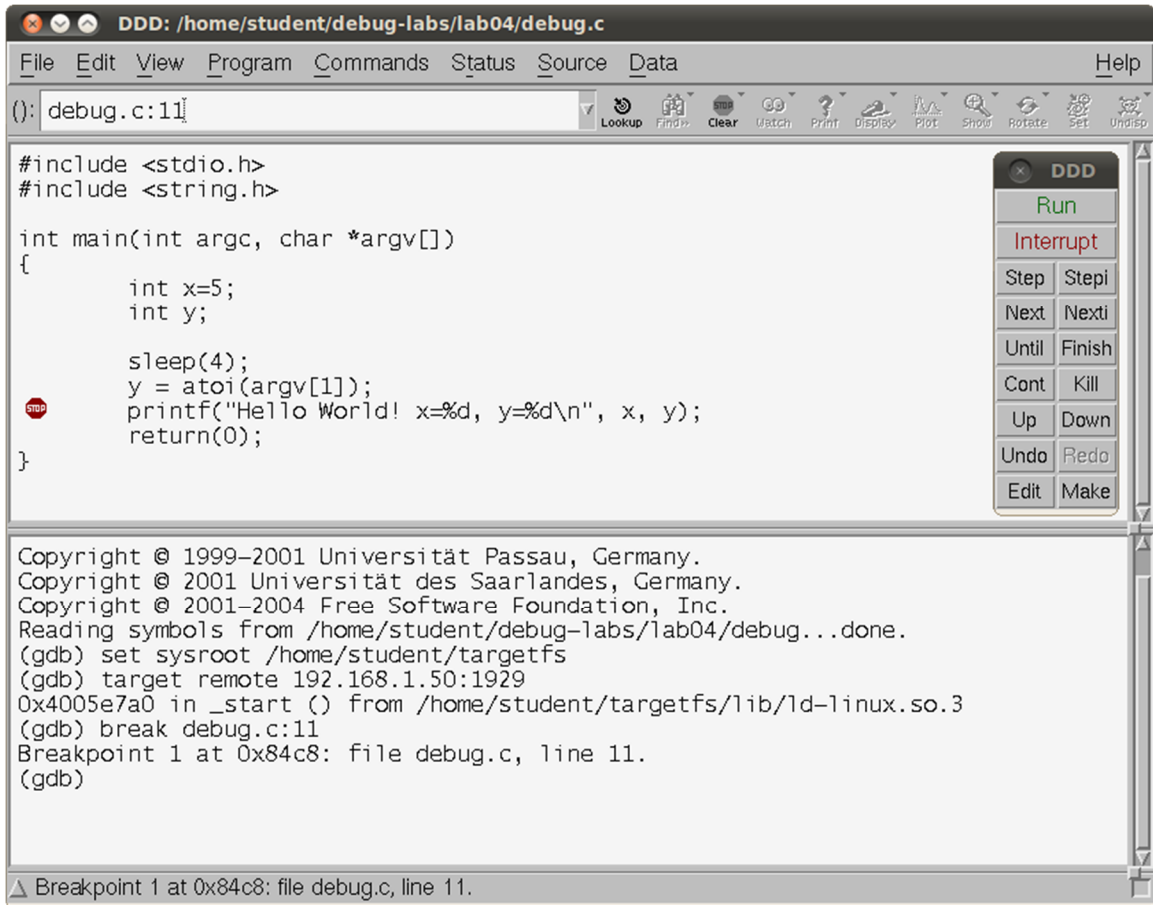 DDD: /home/student/debug-labs/lab04/debug.c
File Edit View Program Commands Status Source Data Help
(): debug.c:11
Lookup Find» Clear Watch Print Display Plot Show Rotate Set Undisp
#include <stdio.h>
#include <string.h>
int main(int argc, char *argv[])
{
int x=5;
int y;
sleep(4);
y = atoi(argv[1]);
STOP printf("Hello World! x=%d, y=%d\n", x, y);
return(0);
}
DDD
Run
Interrupt
Step Stepi
Next Nexti
Until Finish
Cont Kill
Up Down
Undo Redo
Edit Make
Copyright © 1999-2001 Universität Passau, Germany.
Copyright © 2001 Universität des Saarlandes, Germany.
Copyright © 2001-2004 Free Software Foundation, Inc.
Reading symbols from /home/student/debug-labs/lab04/debug...done.
(gdb) set sysroot /home/student/targetfs
(gdb) target remote 192.168.1.50:1929
0x4005e7a0 in _start () from /home/student/targetfs/lib/ld-linux.so.3
(gdb) break debug.c:11
Breakpoint 1 at 0x84c8: file debug.c, line 11.
(gdb)
Breakpoint 1 at 0x84c8: file debug.c, line 11.